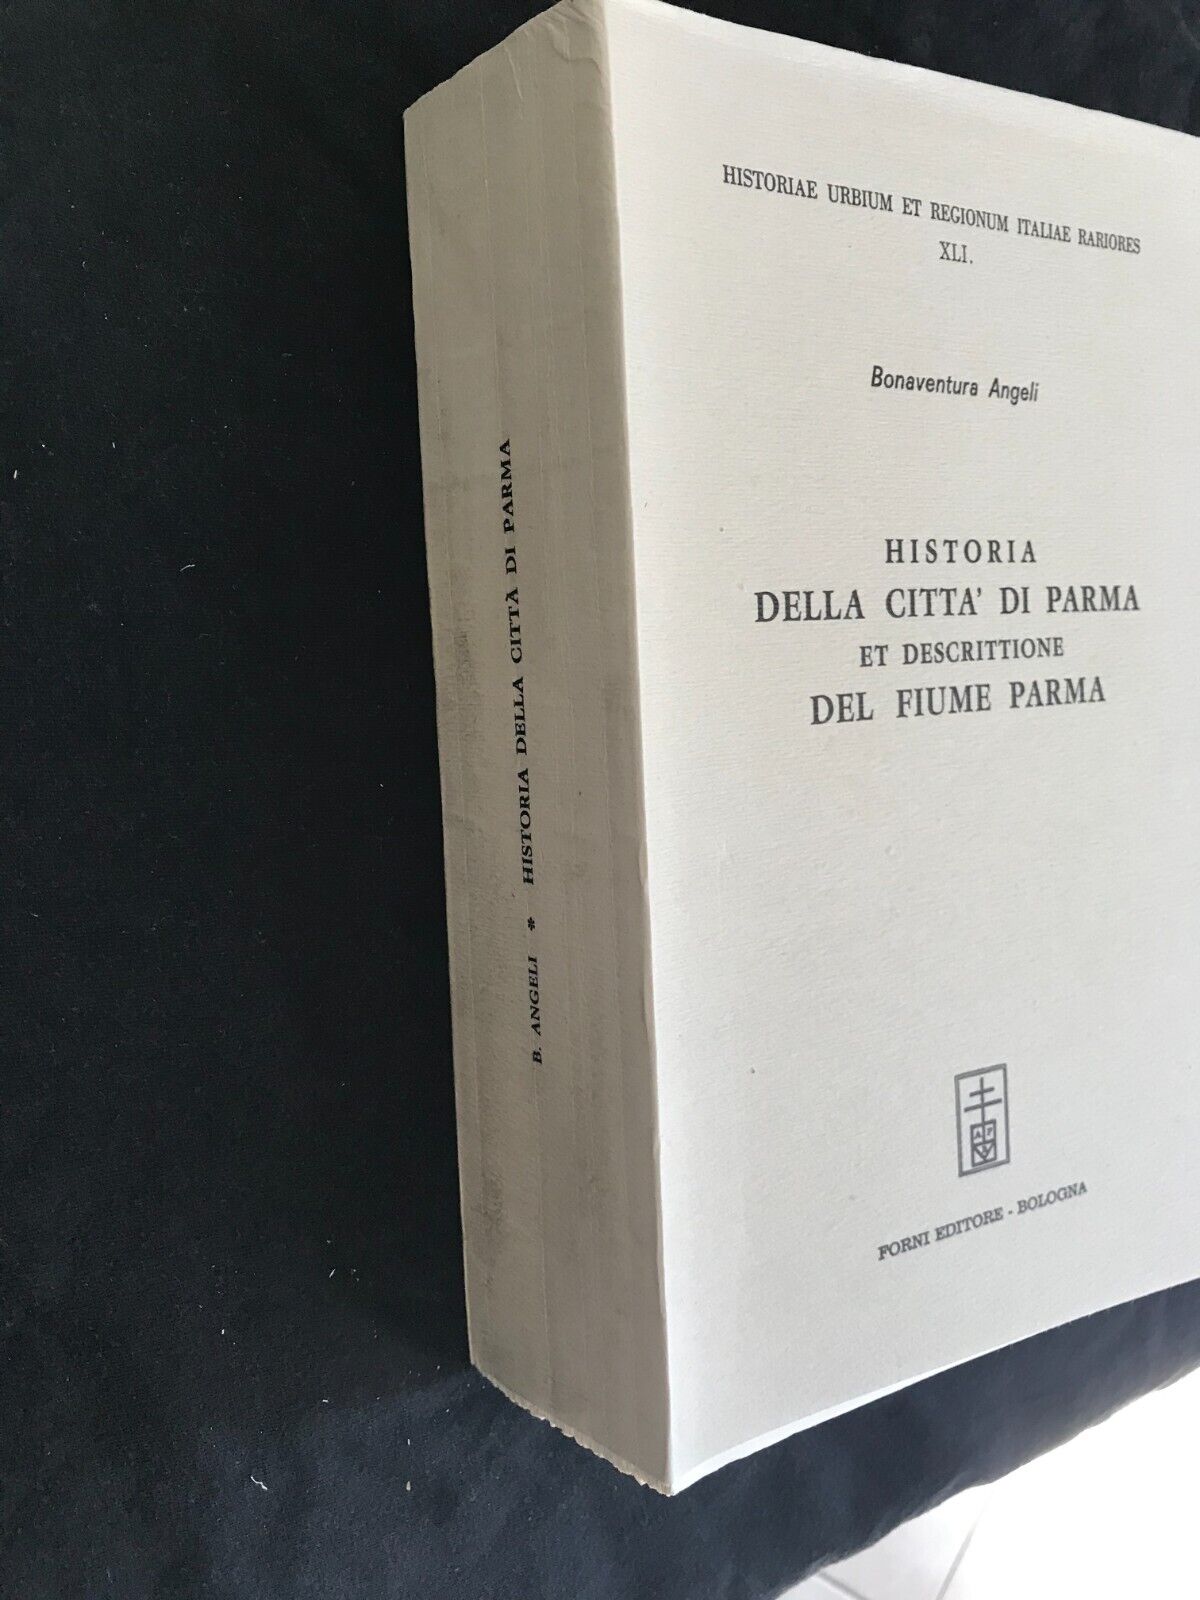 HISTORIAE URBIUM ET REGIONUM ITALIAE RARIORES
XLI.
Bonaventura Angeli
HISTORIA
DELLA CITTA' DI PARMA
ET DESCRITTIONE
DEL FIUME PARMA
FORNI EDITORE - BOLOGNA
B. ANGELI * HISTORIA DELLA CITTÀ DI PARMA